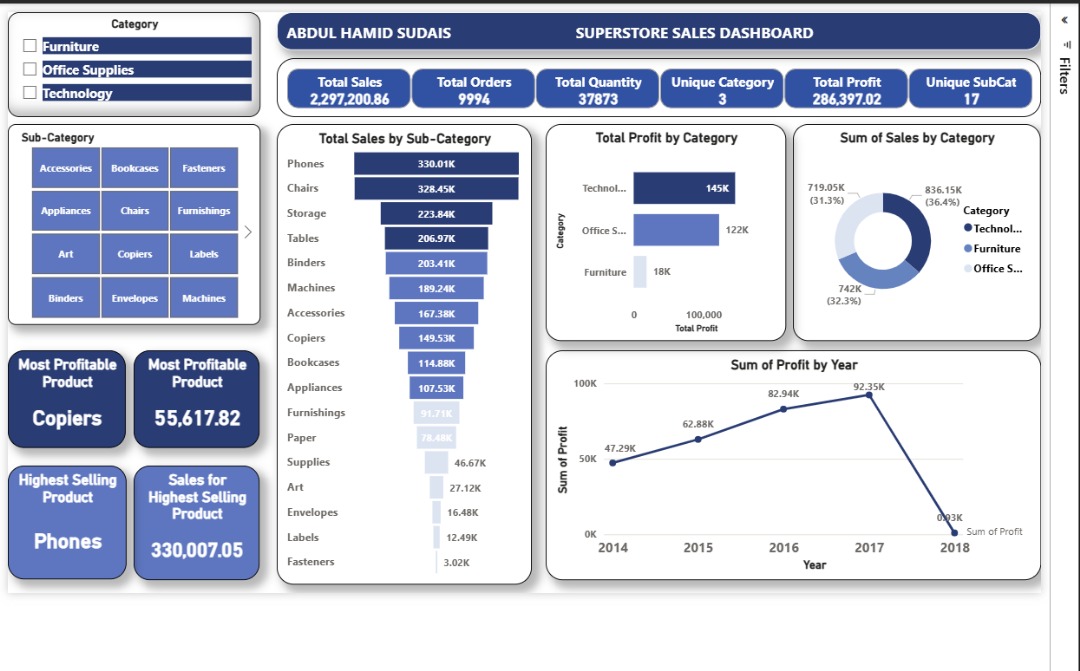 Category
Furniture
Office Supplies
Technology
ABDUL HAMID SUDAIS
SUPERSTORE SALES DASHBOARD
Total Sales
2,297,200.86
Total Orders
9994
Total Quantity
37873
Unique Category
3
Total Profit
286,397.02
Unique SubCat
17
Filters
Sub-Category
Accessories Bookcases Fasteners
Appliances Chairs Furnishings
Art Copiers Labels
Binders Envelopes Machines
Most Profitable
Product
Copiers
Most Profitable
Product
55,617.82
Highest Selling
Product
Phones
Sales for
Highest Selling
Product
330,007.05
Total Sales by Sub-Category
Phones 330.01K
Chairs 328.45K
Storage 223.84K
Tables 206.97K
Binders 203.41K
Machines 189.24K
Accessories 167.38K
Copiers 149.53K
Bookcases 114.88K
Appliances 107.53K
Furnishings 91.71K
Paper 78.48K
Supplies 46.67K
Art 27.12K
Envelopes 16.48K
Labels 12.49K
Fasteners 3.02K
Total Profit by Category
Category
Technol... 145K
Office S... 122K
Furniture 18K
0 100,000
Total Profit
Sum of Sales by Category
719.05K
(31.3%)
836.15K
(36.4%)
742K
(32.3%)
Category
Technol...
Furniture
Office S...
Sum of Profit by Year
Sum of Profit
100K
50K
0K
47.29K
62.88K
82.94K
92.35K
0.93K
Sum of Profit
2014 2015 2016 2017 2018
Year